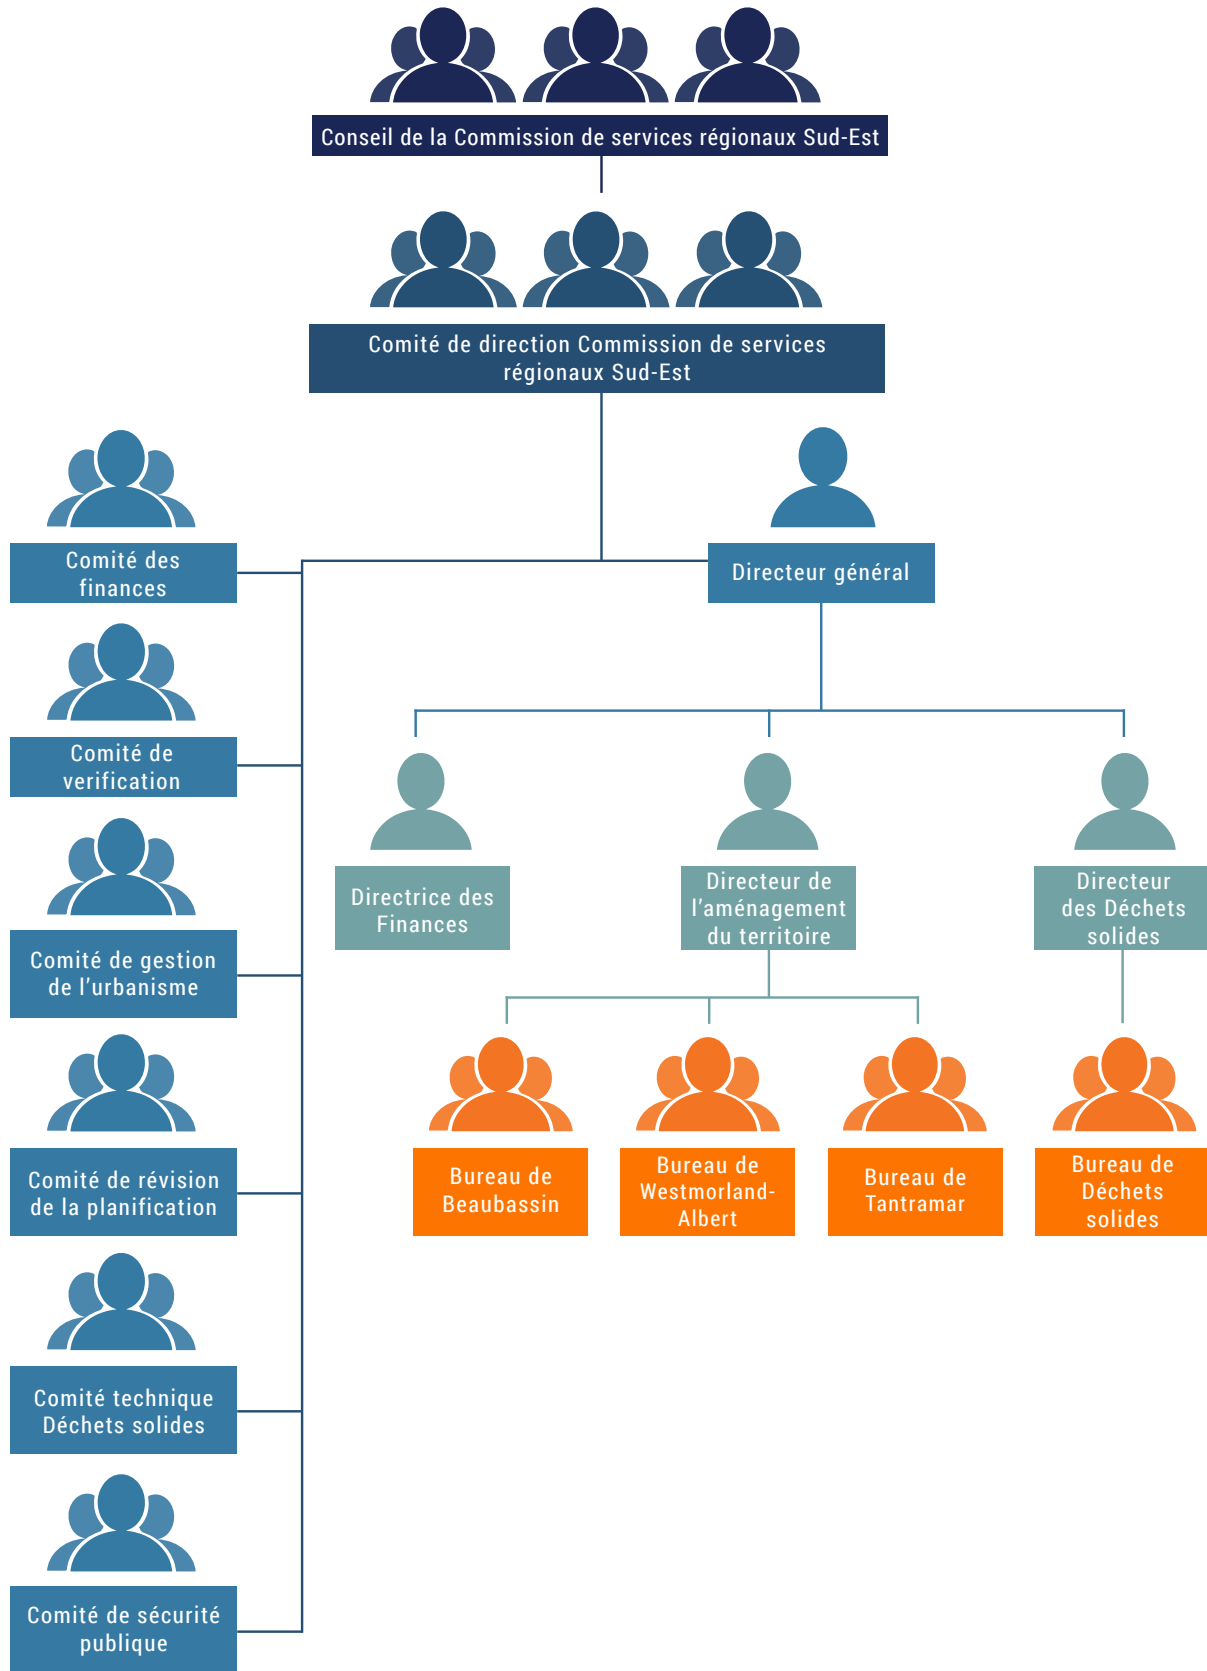 Conseil de la Commission de services régionaux Sud-Est
Comité de direction Commission de services
régionaux Sud-Est
Comité des
finances
Directeur général
Comité de
verification
Directrice des
Finances
Directeur de
l'aménagement
du territoire
Directeur
des Déchets
solides
Comité de gestion
de l'urbanisme
Comité de révision
de la planification
Bureau de
Beaubassin
Bureau de
Westmorland-
Albert
Bureau de
Tantramar
Bureau de
Déchets
solides
Comité technique
Déchets solides
Comité de sécurité
publique